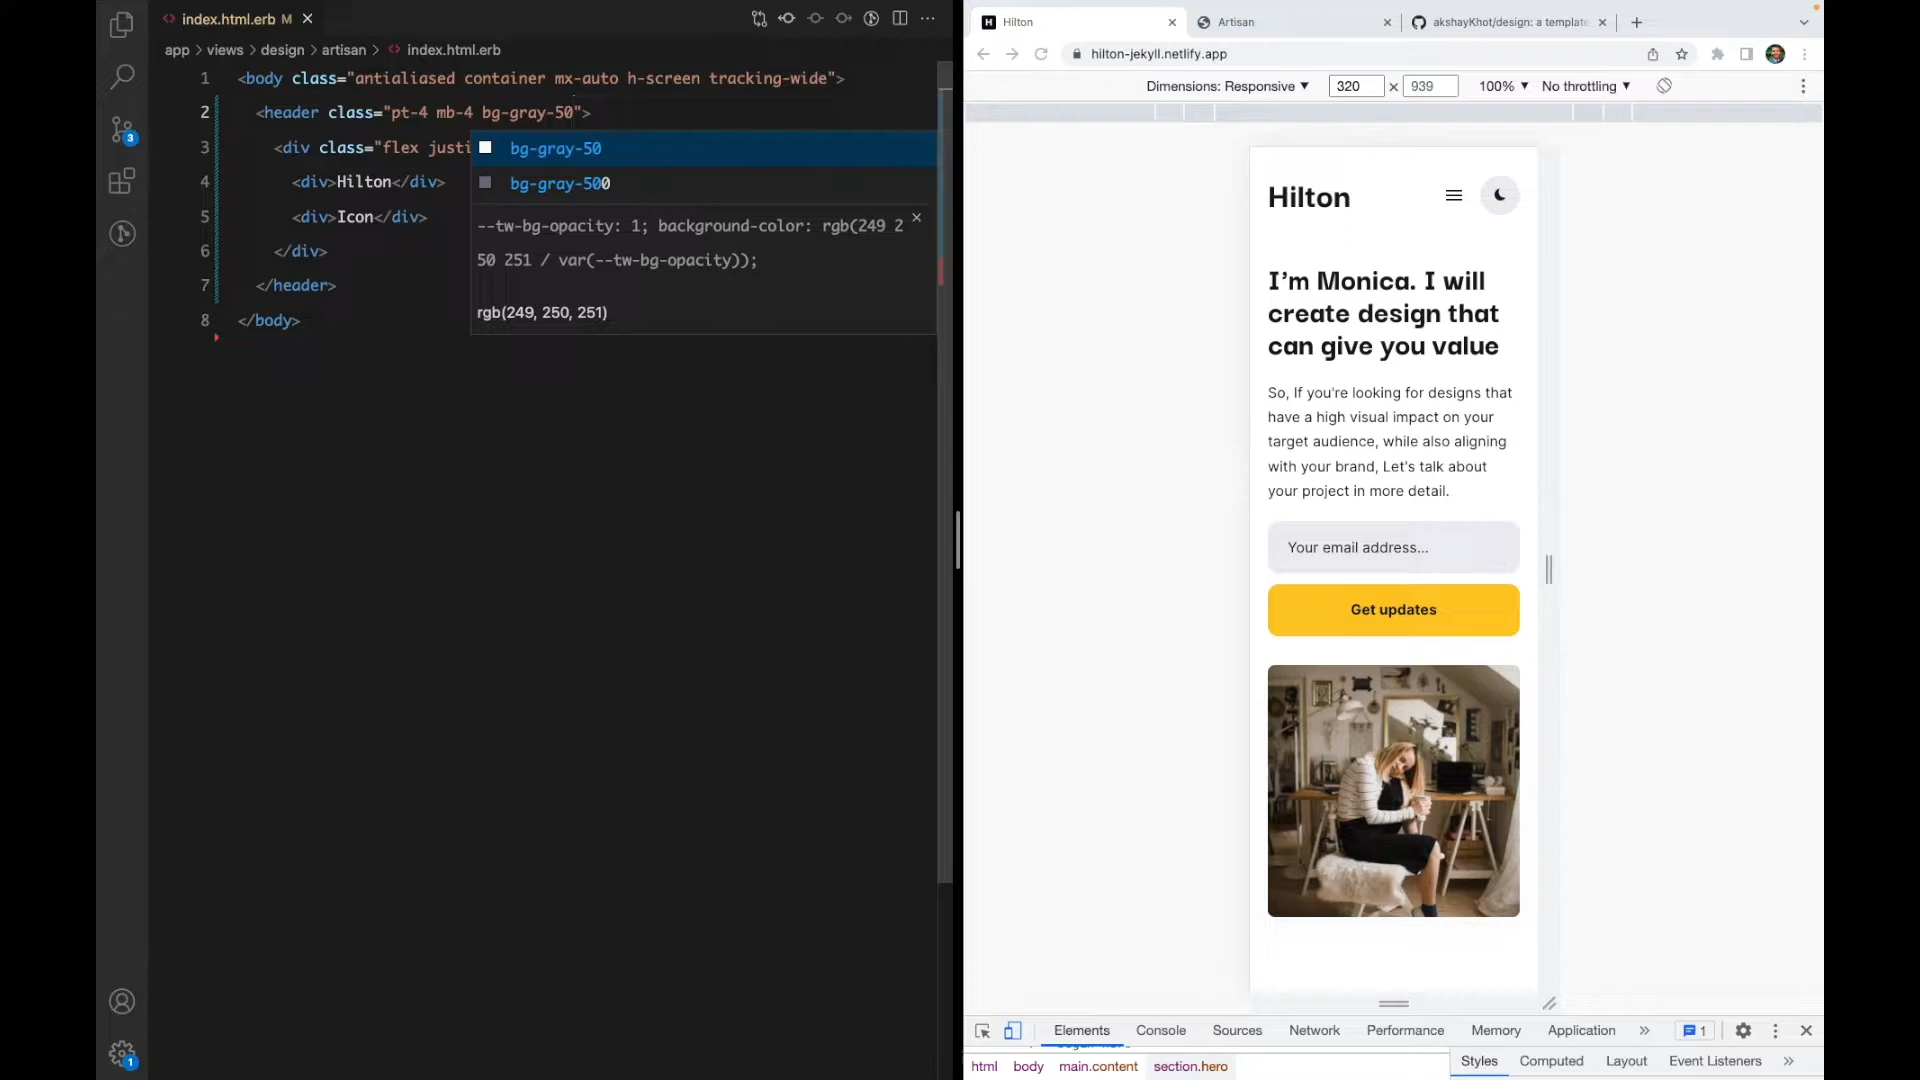 index.html.erb M
app > views > design > artisan > <> index.html.erb
1 <body class="antialiased container mx-auto h-screen tracking-wide">
2 <header class="pt-4 mb-4 bg-gray-50">
3 <div class="flex justi
4 <div>Hilton</div>
5 <div>Icon</div>
6 </div>
7 </header>
8 </body>
bg-gray-50
bg-gray-500
--tw-bg-opacity: 1; background-color: rgb(249 2
50 251 / var(--tw-bg-opacity));
rgb(249, 250, 251)
3
1
H Hilton
Artisan
akshayKhot/design: a template
hilton-jekyll.netlify.app
Dimensions: Responsive ▼ 320 × 939 100% ▼ No throttling ▼
Hilton
I'm Monica. I will
create design that
can give you value
So, If you're looking for designs that
have a high visual impact on your
target audience, while also aligning
with your brand, Let's talk about
your project in more detail.
Your email address...
Get updates
Elements Console Sources Network Performance Memory Application » 1
html body main.content section.hero
Styles Computed Layout Event Listeners »